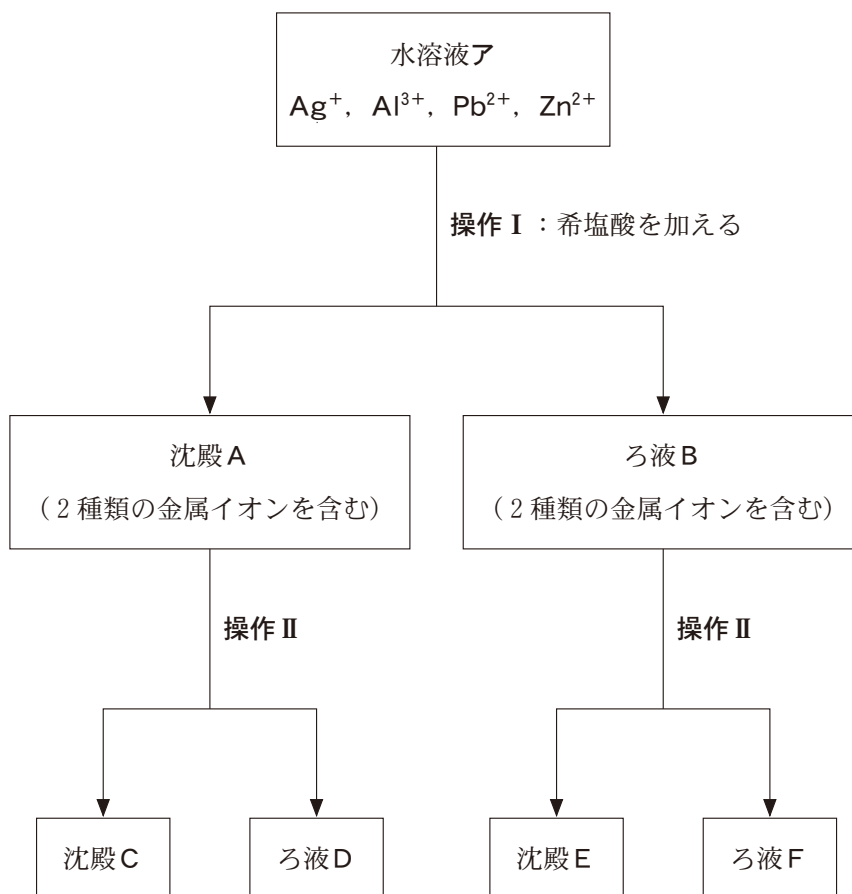 水溶液ア
Ag⁺, Al³⁺, Pb²⁺, Zn²⁺
操作Ⅰ：希塩酸を加える
沈殿A
（2種類の金属イオンを含む）
ろ液B
（2種類の金属イオンを含む）
操作Ⅱ
操作Ⅱ
沈殿C
ろ液D
沈殿E
ろ液F